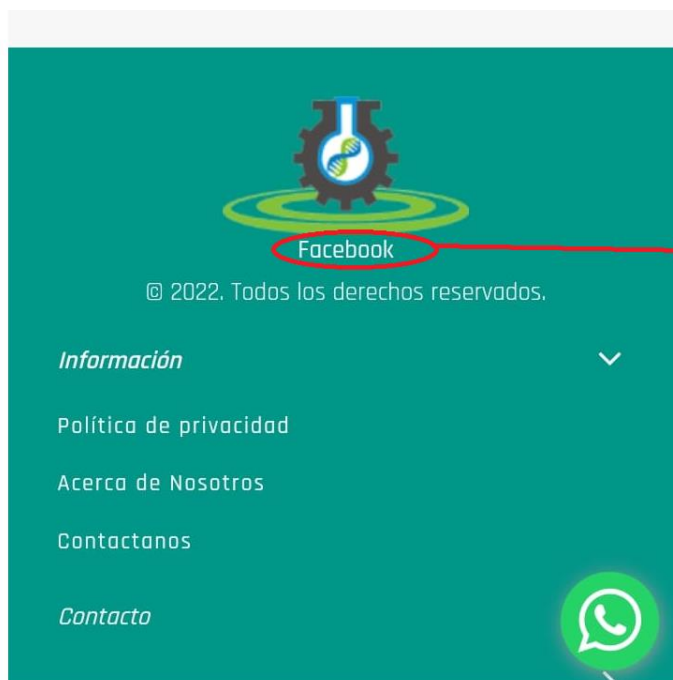 Facebook
© 2022. Todos los derechos reservados.
Información
Política de privacidad
Acerca de Nosotros
Contactanos
Contacto